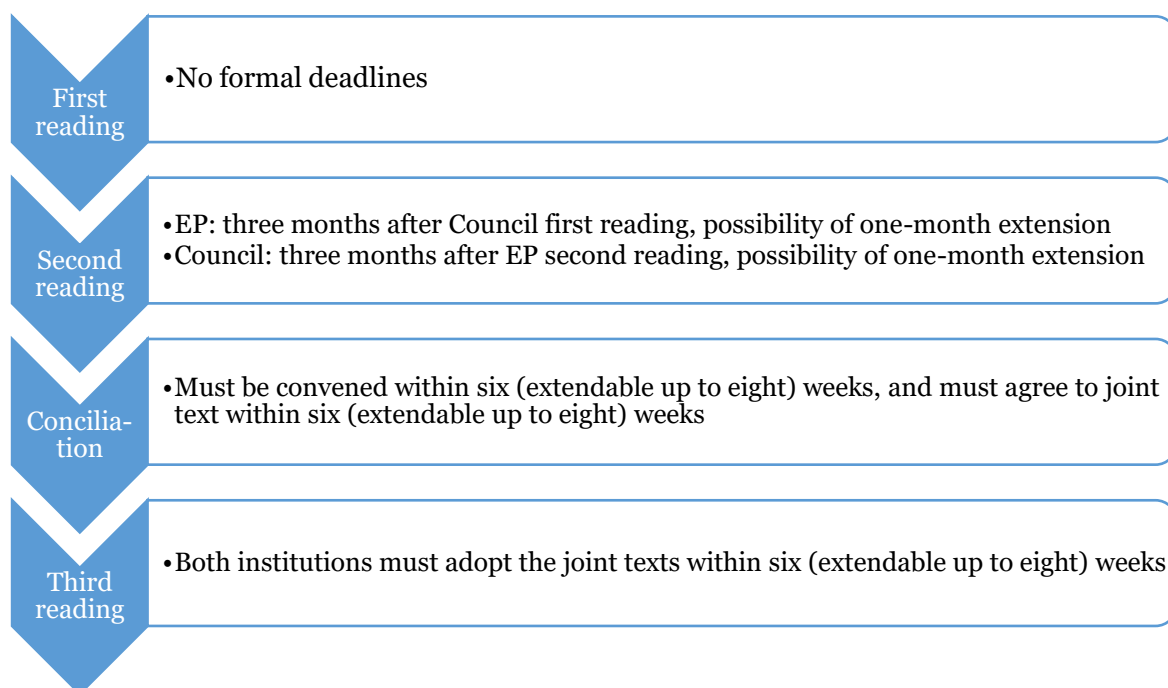 First
reading
•No formal deadlines
Second
reading
•EP: three months after Council first reading, possibility of one-month extension
•Council: three months after EP second reading, possibility of one-month extension
Concilia-
tion
•Must be convened within six (extendable up to eight) weeks, and must agree to joint
text within six (extendable up to eight) weeks
Third
reading
•Both institutions must adopt the joint texts within six (extendable up to eight) weeks